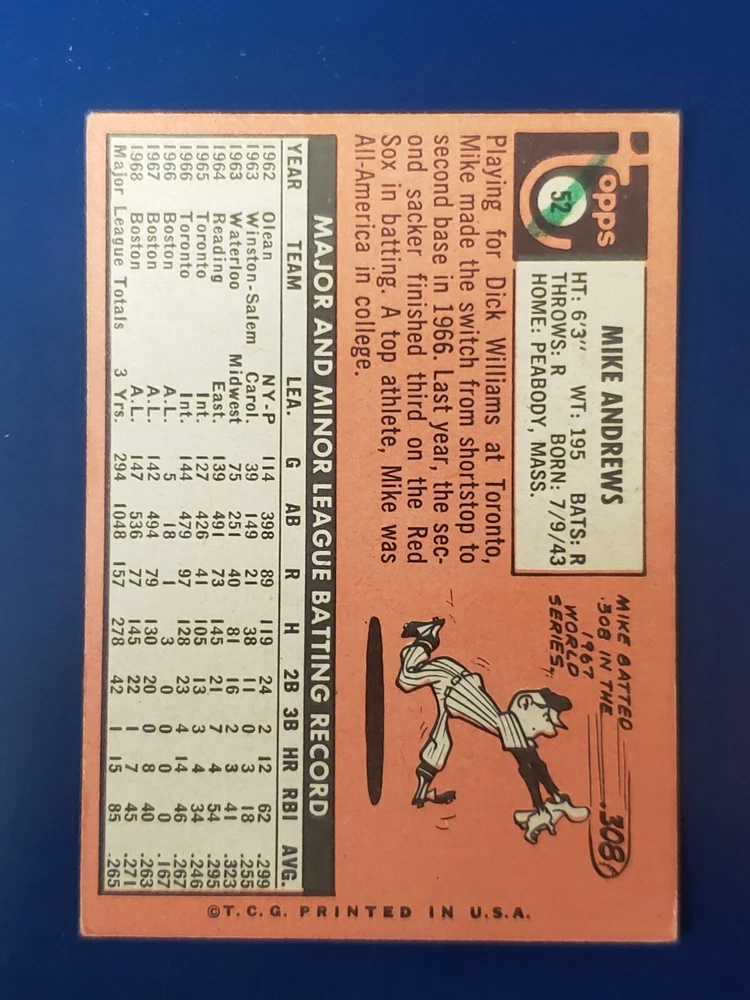 Topps
52
MIKE ANDREWS
HT: 6'3" WT: 195 BATS: R
THROWS: R BORN: 7/9/43
HOME: PEABODY, MASS.
Playing for Dick Williams at Toronto,
Mike made the switch from shortstop to
second base in 1966. Last year, the sec-
ond sacker finished third on the Red
Sox in batting. A top athlete, Mike was
All-America in college.
MIKE BATTED
.308 IN THE
1967
WORLD
SERIES.
.308
MAJOR AND MINOR LEAGUE BATTING RECORD
YEAR TEAM LEA. G AB R H 2B 3B HR RBI AVG.
1962 Olean NY-P 114 398 89 119 24 2 12 62 .299
1963 Winston-Salem Carol. 39 149 21 38 11 0 3 18 .255
1963 Waterloo Midwest 75 251 40 81 16 2 3 41 .323
1964 Reading East. 139 491 73 145 21 7 4 54 .295
1965 Toronto Int. 127 426 41 105 13 3 4 34 .246
1966 Toronto Int. 144 479 97 128 23 4 14 46 .267
1966 Boston A.L. 5 18 1 3 0 0 0 0 .167
1967 Boston A.L. 142 494 79 130 20 0 8 40 .263
1968 Boston A.L. 147 536 77 145 22 1 7 45 .271
Major League Totals 3 Yrs. 294 1048 157 278 42 1 15 85 .265
©T.C.G. PRINTED IN U.S.A.